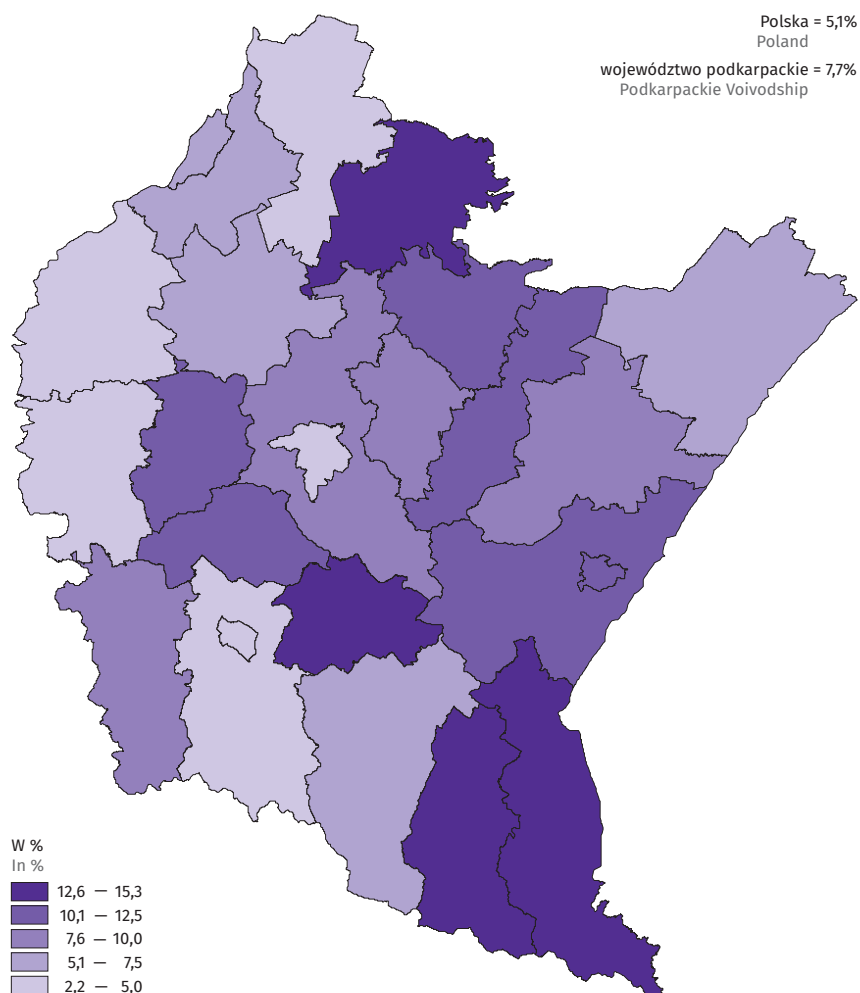 Polska = 5,1%
Poland
województwo podkarpackie = 7,7%
Podkarpackie Voivodship
W %
In %
12,6 — 15,3
10,1 — 12,5
7,6 — 10,0
5,1 — 7,5
2,2 — 5,0